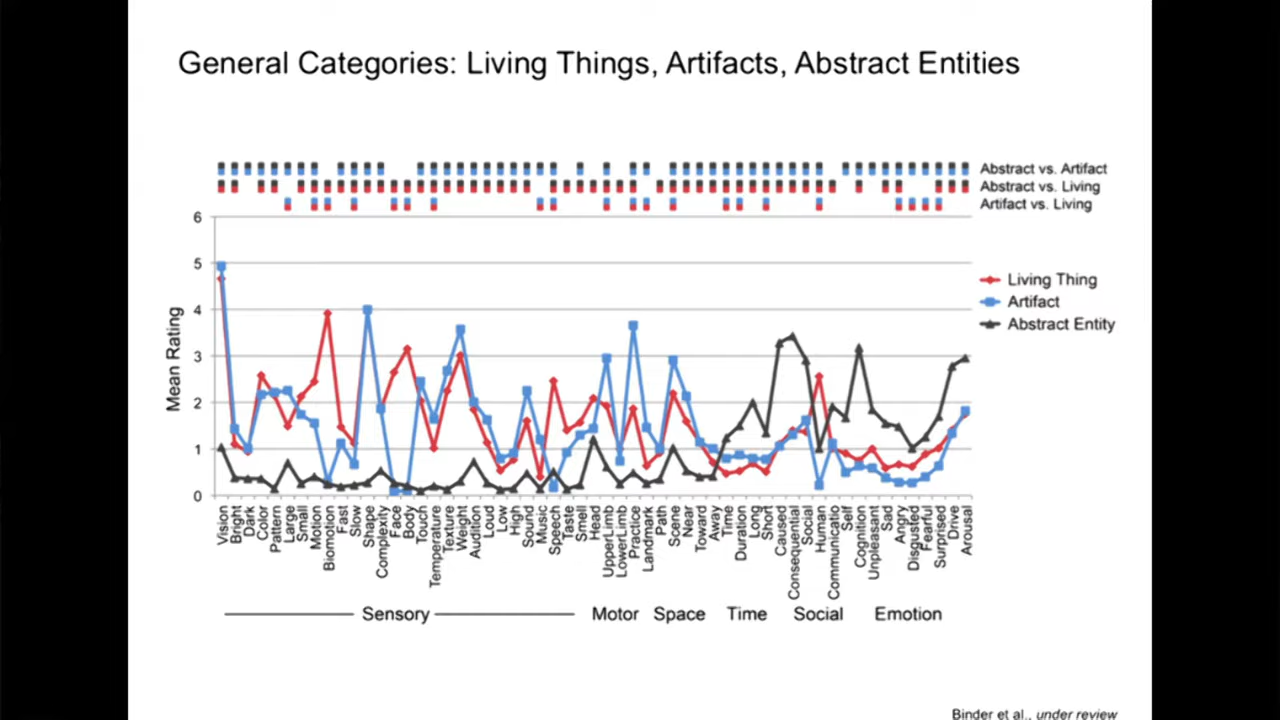 General Categories: Living Things, Artifacts, Abstract Entities
Abstract vs. Artifact
Abstract vs. Living
Artifact vs. Living
6
5
4
3
2
1
0
Mean Rating
Living Thing
Artifact
Abstract Entity
Vision
Bright
Dark
Color
Pattern
Large
Small
Motion
Biomotion
Fast
Slow
Shape
Complexity
Face
Body
Touch
Temperature
Texture
Weight
Audition
Loud
Low
High
Sound
Music
Speech
Taste
Smell
Head
UpperLimb
LowerLimb
Practice
Landmark
Path
Scene
Near
Toward
Away
Time
Duration
Long
Short
Caused
Consequential
Social
Human
Communicatio
Self
Cognition
Unpleasant
Sad
Angry
Disgusted
Fearful
Surprised
Drive
Arousal
Sensory
Motor
Space
Time
Social
Emotion
Binder et al., under review